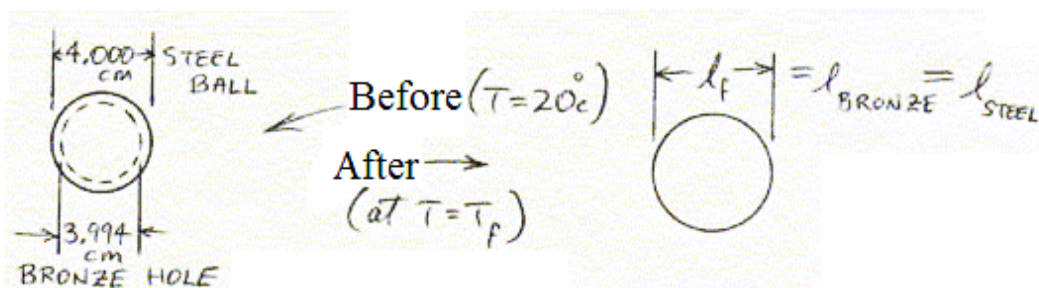 4.000 cm STEEL BALL
3.994 cm
BRONZE HOLE
Before (T=20°c)
After
(at T=T_f)
l_f = l_BRONZE = l_STEEL